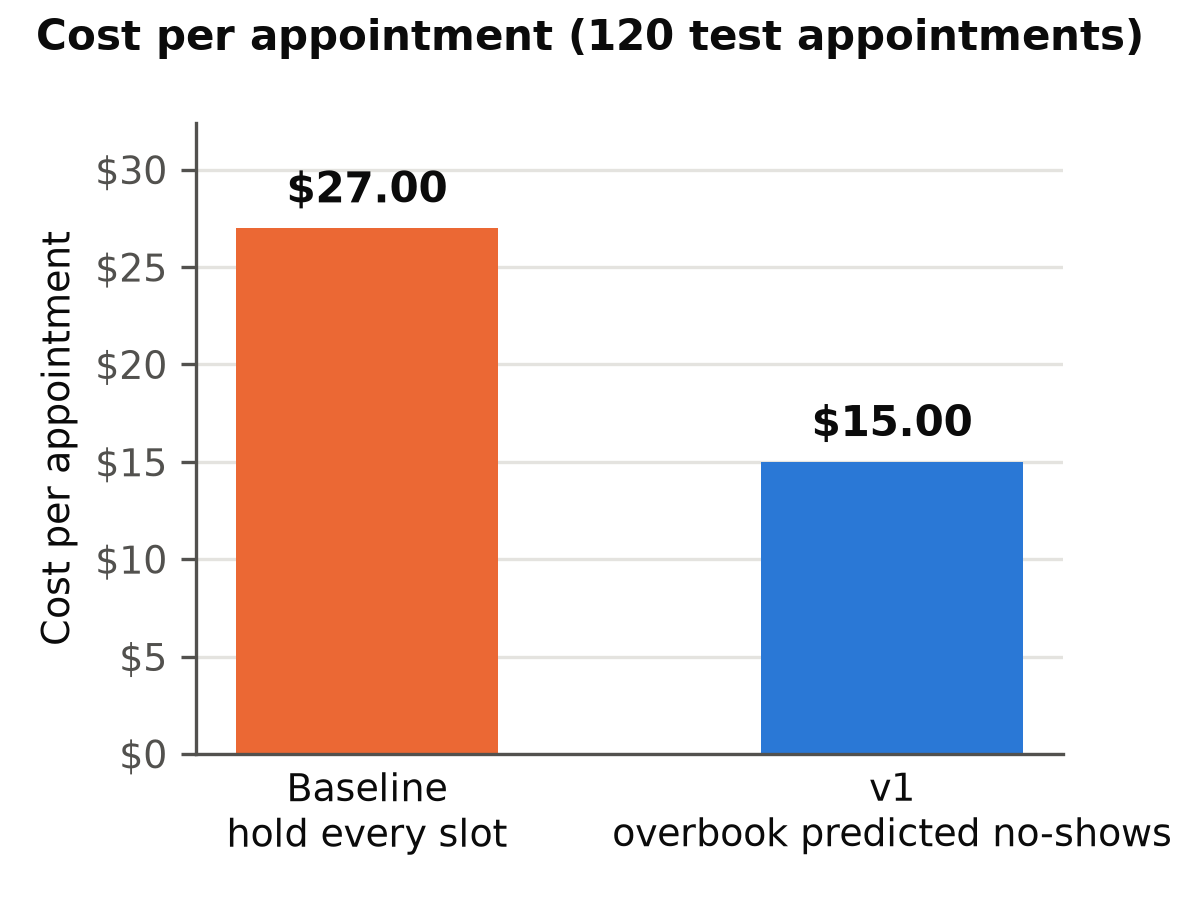 Cost per appointment (120 test appointments)
Cost per appointment
$30
$25
$20
$15
$10
$5
$0
$27.00
$15.00
Baseline
hold every slot
v1
overbook predicted no-shows